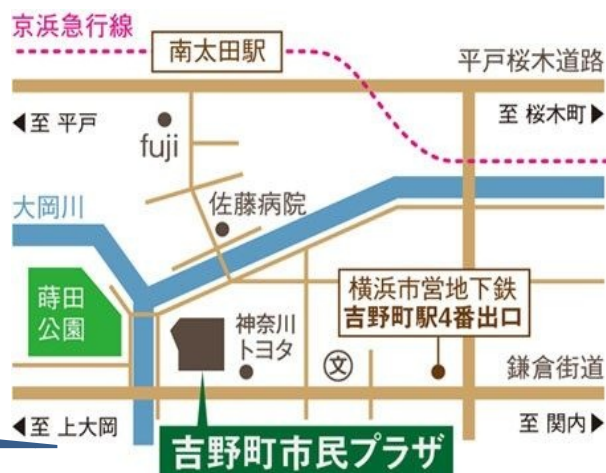 京浜急行線
南太田駅
平戸桜木道路
◀至 平戸
至 桜木町▶
fuji
大岡川
佐藤病院
蒔田
公園
横浜市営地下鉄
吉野町駅4番出口
神奈川
トヨタ
文
鎌倉街道
◀至 上大岡
至 関内▶
吉野町市民プラザ